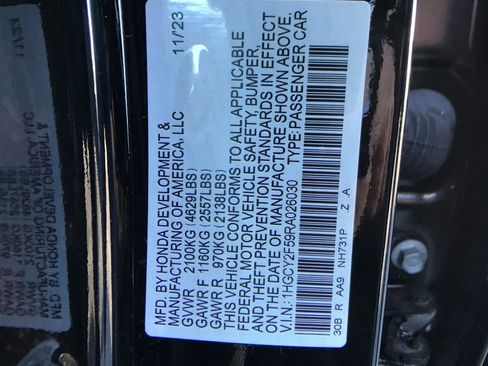 MFD. BY HONDA DEVELOPMENT & 11/23
MANUFACTURING OF AMERICA, LLC
GVWR 2100KG (4629LBS)
GAWR F 1160KG (2557LBS)
GAWR R 970KG (2138LBS)
THIS VEHICLE CONFORMS TO ALL APPLICABLE
FEDERAL MOTOR VEHICLE SAFETY, BUMPER,
AND THEFT PREVENTION STANDARDS IN EFFECT
ON THE DATE OF MANUFACTURE SHOWN ABOVE.
V.I.N: 1HGCY2F59RA026030 TYPE: PASSENGER CAR
30B R AA9 NH731P Z A